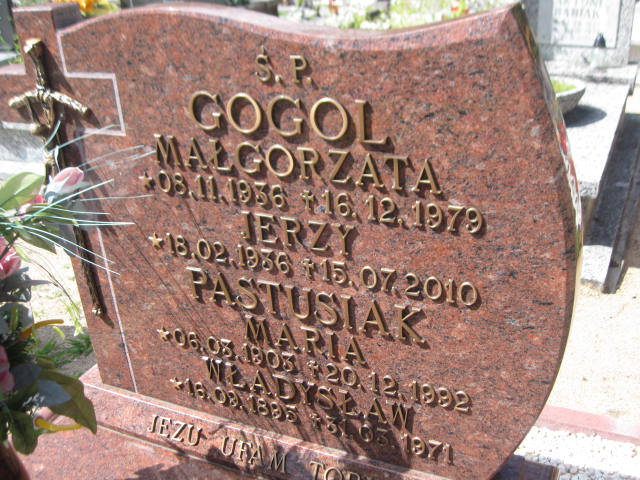 Ś. P.
GOGOL
MAŁGORZATA
*08.11.1936 †16.12.1979
JERZY
*18.02.1936 †15.07.2010
PASTUSIAK
MARIA
*06.03.1903 †20.12.1992
WŁADYSŁAW
*18.09.1895 †31.03.1971
JEZU UFAM